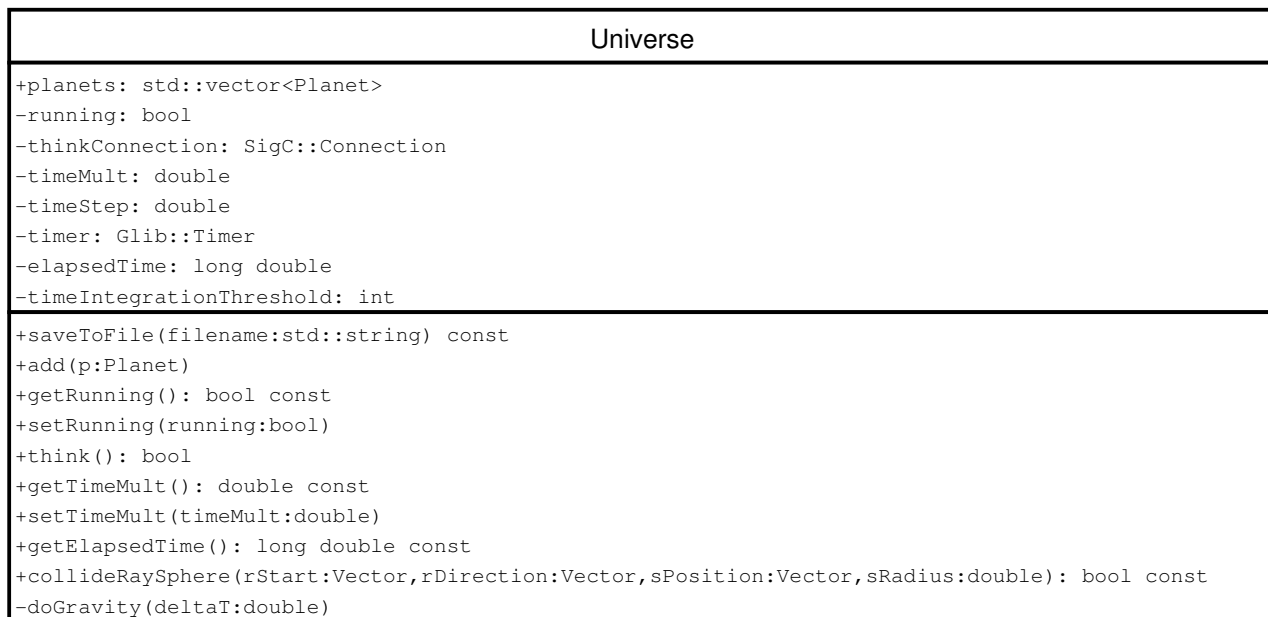 Universe
+planets: std::vector<Planet>
-running: bool
-thinkConnection: SigC::Connection
-timeMult: double
-timeStep: double
-timer: Glib::Timer
-elapsedTime: long double
-timeIntegrationThreshold: int
+saveToFile(filename:std::string) const
+add(p:Planet)
+getRunning(): bool const
+setRunning(running:bool)
+think(): bool
+getTimeMult(): double const
+setTimeMult(timeMult:double)
+getElapsedTime(): long double const
+collideRaySphere(rStart:Vector,rDirection:Vector,sPosition:Vector,sRadius:double): bool const
-doGravity(deltaT:double)